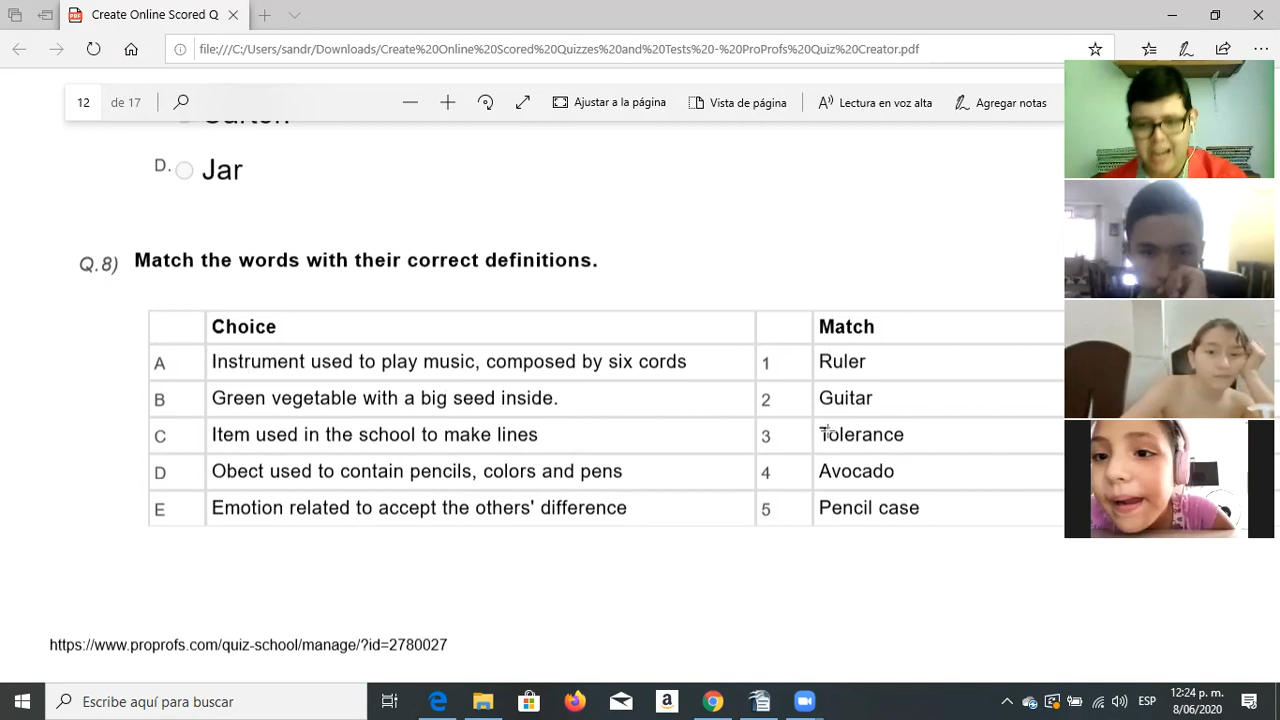 Create Online Scored Q
file:///C:/Users/sandr/Downloads/Create%20Online%20Scored%20Quizzes%20and%20Tests%20-%20ProProfs%20Quiz%20Creator.pdf
12 de 17 Ajustar a la página Vista de página Lectura en voz alta Agregar notas
D. Jar
Q.8) Match the words with their correct definitions.
Choice Match
A Instrument used to play music, composed by six cords 1 Ruler
B Green vegetable with a big seed inside. 2 Guitar
C Item used in the school to make lines 3 Tolerance
D Obect used to contain pencils, colors and pens 4 Avocado
E Emotion related to accept the others' difference 5 Pencil case
https://www.proprofs.com/quiz-school/manage/?id=2780027
Escribe aquí para buscar
ESP
12:24 p. m.
8/06/2020